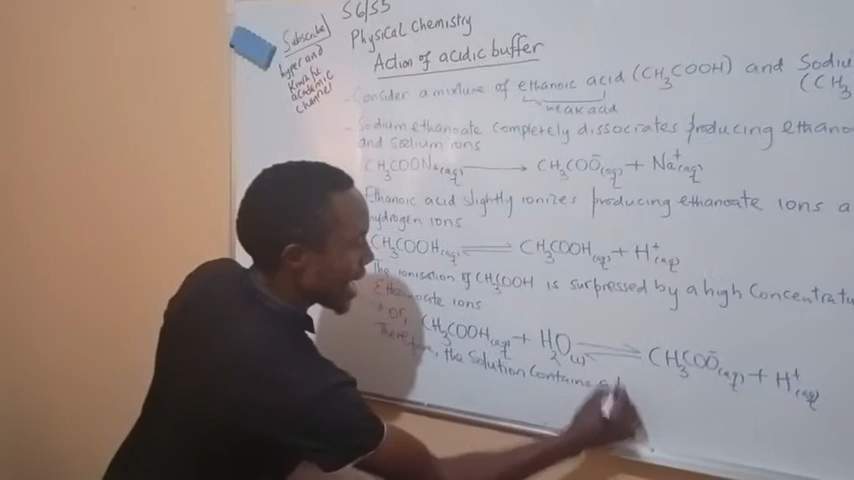 S6/S5
Subscribe
Physical Chemistry
hyper and
Kiwafu
academic
channel
Action of acidic buffer
- Consider a mixture of ethanoic acid (CH₃COOH) and Sodiu
(CH₃
weak acid
- Sodium ethanoate completely dissociates producing ethano
and sodium ions
CH₃COONa(aq) ⟶ CH₃COO⁻(aq) + Na⁺(aq)
Ethanoic acid slightly ionizes producing ethanoate ions a
hydrogen ions
CH₃COOH(aq) ⇌ CH₃COOH(aq) + H⁺(aq)
The ionisation of CH₃COOH is surpressed by a high Concentrat
Ethanoate ions
or, CH₃COOH(aq) + H₂O(l) ⇌ CH₃COO⁻(aq) + H⁺(aq)
Therefore, the Solution Contains